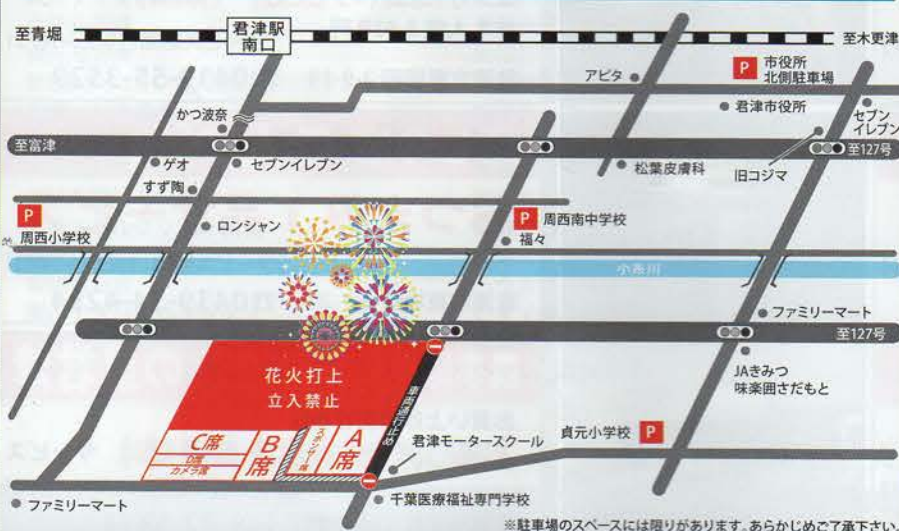 至青堀
君津駅
南口
至木更津
アピタ
P
市役所
北側駐車場
君津市役所
かつ波奈
セブン
イレブン
至富津
至127号
ゲオ
セブンイレブン
松葉皮膚科
旧コジマ
すず陶
P
周西小学校
ロンシャン
P
周西南中学校
福々
小糸川
ファミリーマート
至127号
花火打上
立入禁止
車両通行止め
JAきみつ
味楽囲さだもと
C席
D席
カメラ席
B席
スポンサー席
A席
君津モータースクール
貞元小学校
P
ファミリーマート
千葉医療福祉専門学校
※駐車場のスペースには限りがあります。あらかじめご了承下さい。